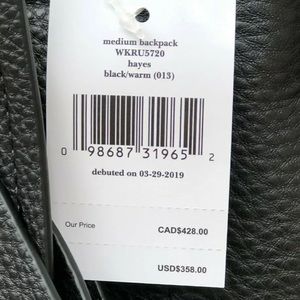 medium backpack
WKRU5720
hayes
black/warm (013)
0 98687 31965 2
debuted on 03-29-2019
Our Price CAD$428.00
USD$358.00